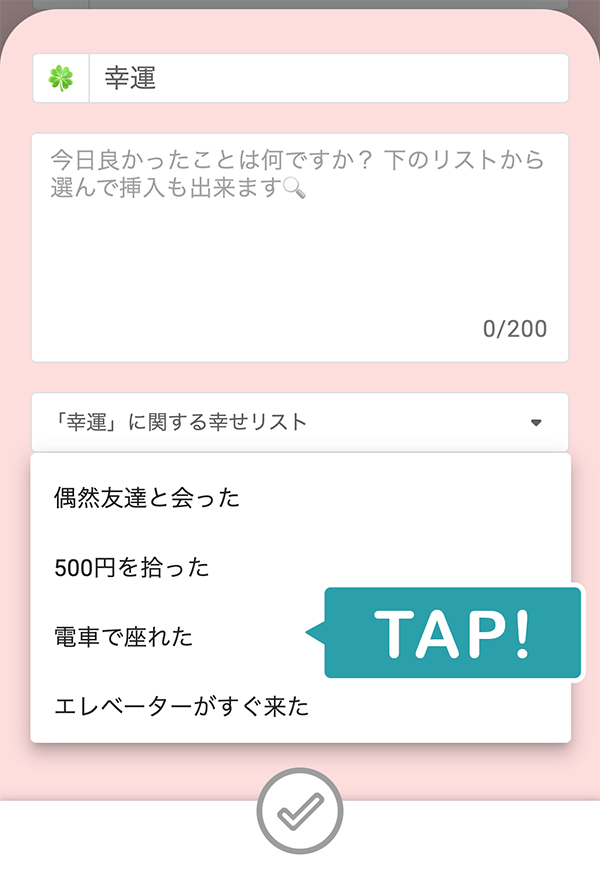 幸運
今日良かったことは何ですか？ 下のリストから
選んで挿入も出来ます
0/200
「幸運」に関する幸せリスト
偶然友達と会った
500円を拾った
電車で座れた
TAP!
エレベーターがすぐ来た